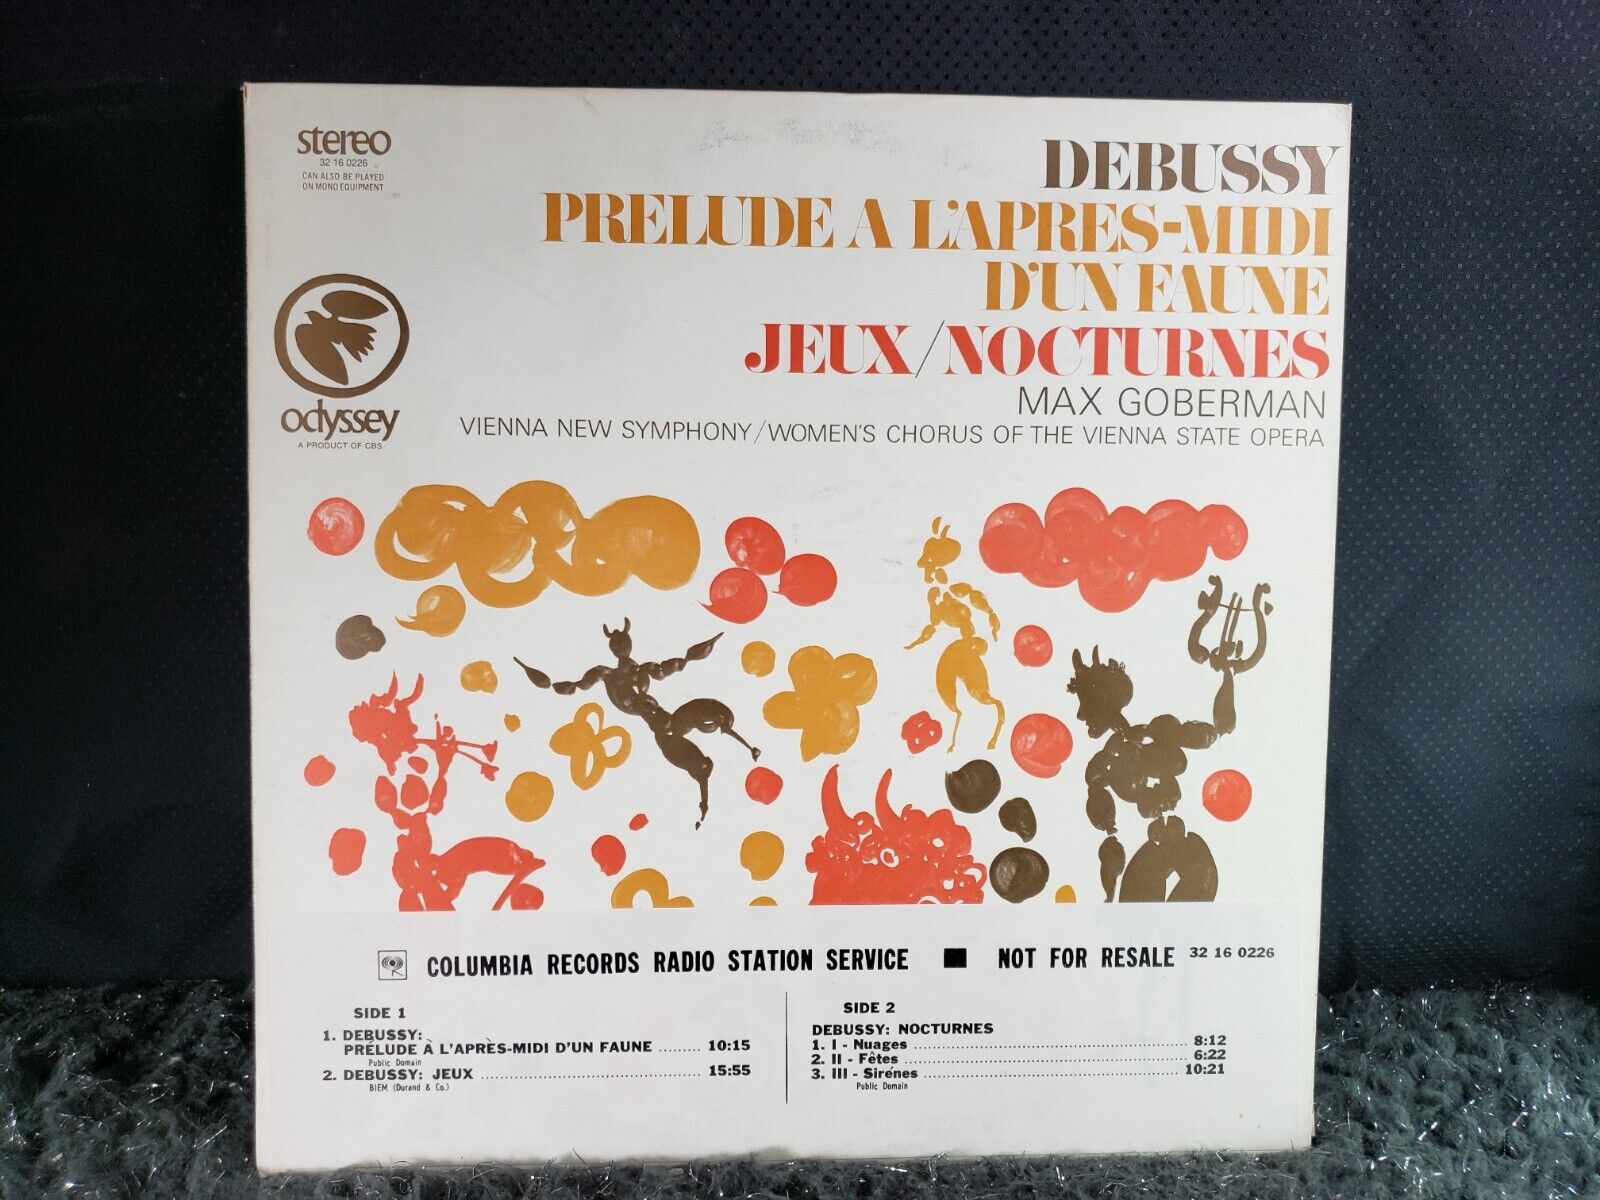 stereo
32 16 0226
CAN ALSO BE PLAYED
ON MONO EQUIPMENT
DEBUSSY
PRELUDE A L'APRES-MIDI
D'UN FAUNE
JEUX/NOCTURNES
MAX GOBERMAN
VIENNA NEW SYMPHONY/WOMEN'S CHORUS OF THE VIENNA STATE OPERA
odyssey
A PRODUCT OF CBS
COLUMBIA RECORDS RADIO STATION SERVICE ■ NOT FOR RESALE 32 16 0226
SIDE 1
1. DEBUSSY:
PRÉLUDE À L'APRÈS-MIDI D'UN FAUNE ......... 10:15
Public Domain
2. DEBUSSY: JEUX ............................ 15:55
BIEM (Durand & Co.)
SIDE 2
DEBUSSY: NOCTURNES
1. I - Nuages ............................ 8:12
2. II - Fêtes ............................ 6:22
3. III - Sirénes ............................ 10:21
Public Domain